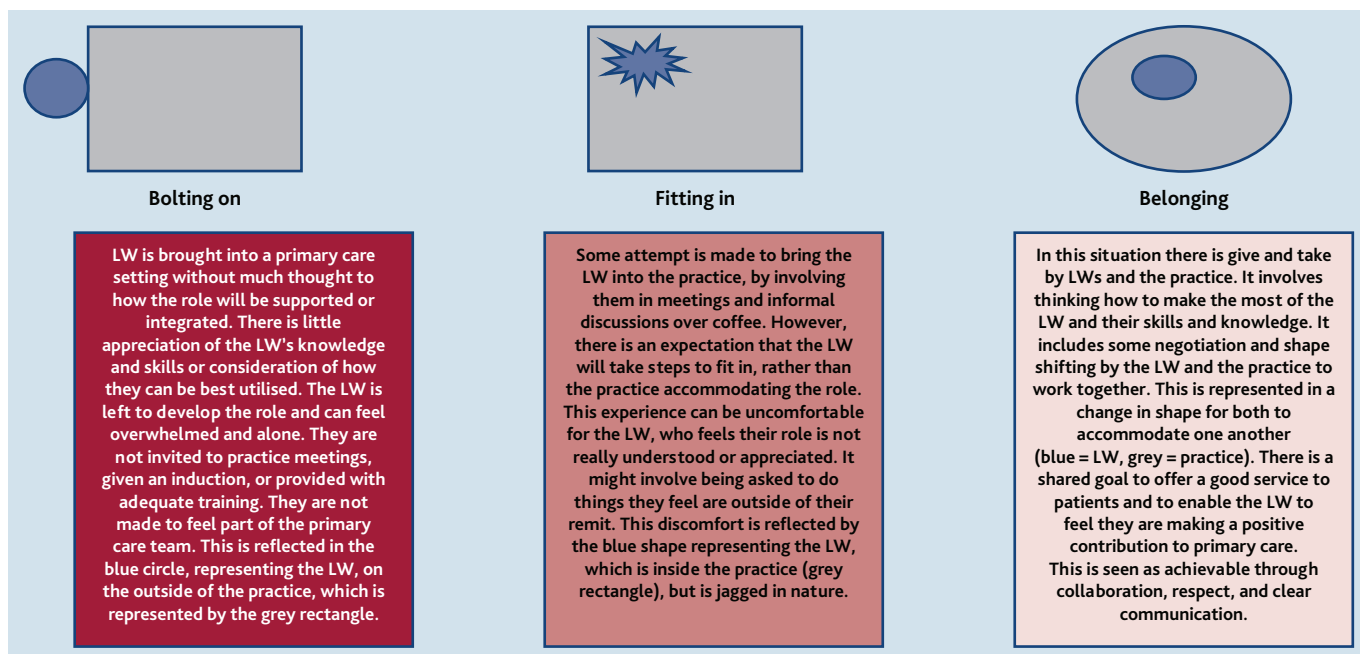 Bolting on
LW is brought into a primary care
setting without much thought to
how the role will be supported or
integrated. There is little
appreciation of the LW's knowledge
and skills or consideration of how
they can be best utilised. The LW is
left to develop the role and can feel
overwhelmed and alone. They are
not invited to practice meetings,
given an induction, or provided with
adequate training. They are not
made to feel part of the primary
care team. This is reflected in the
blue circle, representing the LW, on
the outside of the practice, which is
represented by the grey rectangle.
Fitting in
Some attempt is made to bring the
LW into the practice, by involving
them in meetings and informal
discussions over coffee. However,
there is an expectation that the LW
will take steps to fit in, rather than
the practice accommodating the role.
This experience can be uncomfortable
for the LW, who feels their role is not
really understood or appreciated. It
might involve being asked to do
things they feel are outside of their
remit. This discomfort is reflected by
the blue shape representing the LW,
which is inside the practice (grey
rectangle), but is jagged in nature.
Belonging
In this situation there is give and take
by LWs and the practice. It involves
thinking how to make the most of the
LW and their skills and knowledge. It
includes some negotiation and shape
shifting by the LW and the practice to
work together. This is represented in a
change in shape for both to
accommodate one another
(blue = LW, grey = practice). There is a
shared goal to offer a good service to
patients and to enable the LW to
feel they are making a positive
contribution to primary care.
This is seen as achievable through
collaboration, respect, and clear
communication.